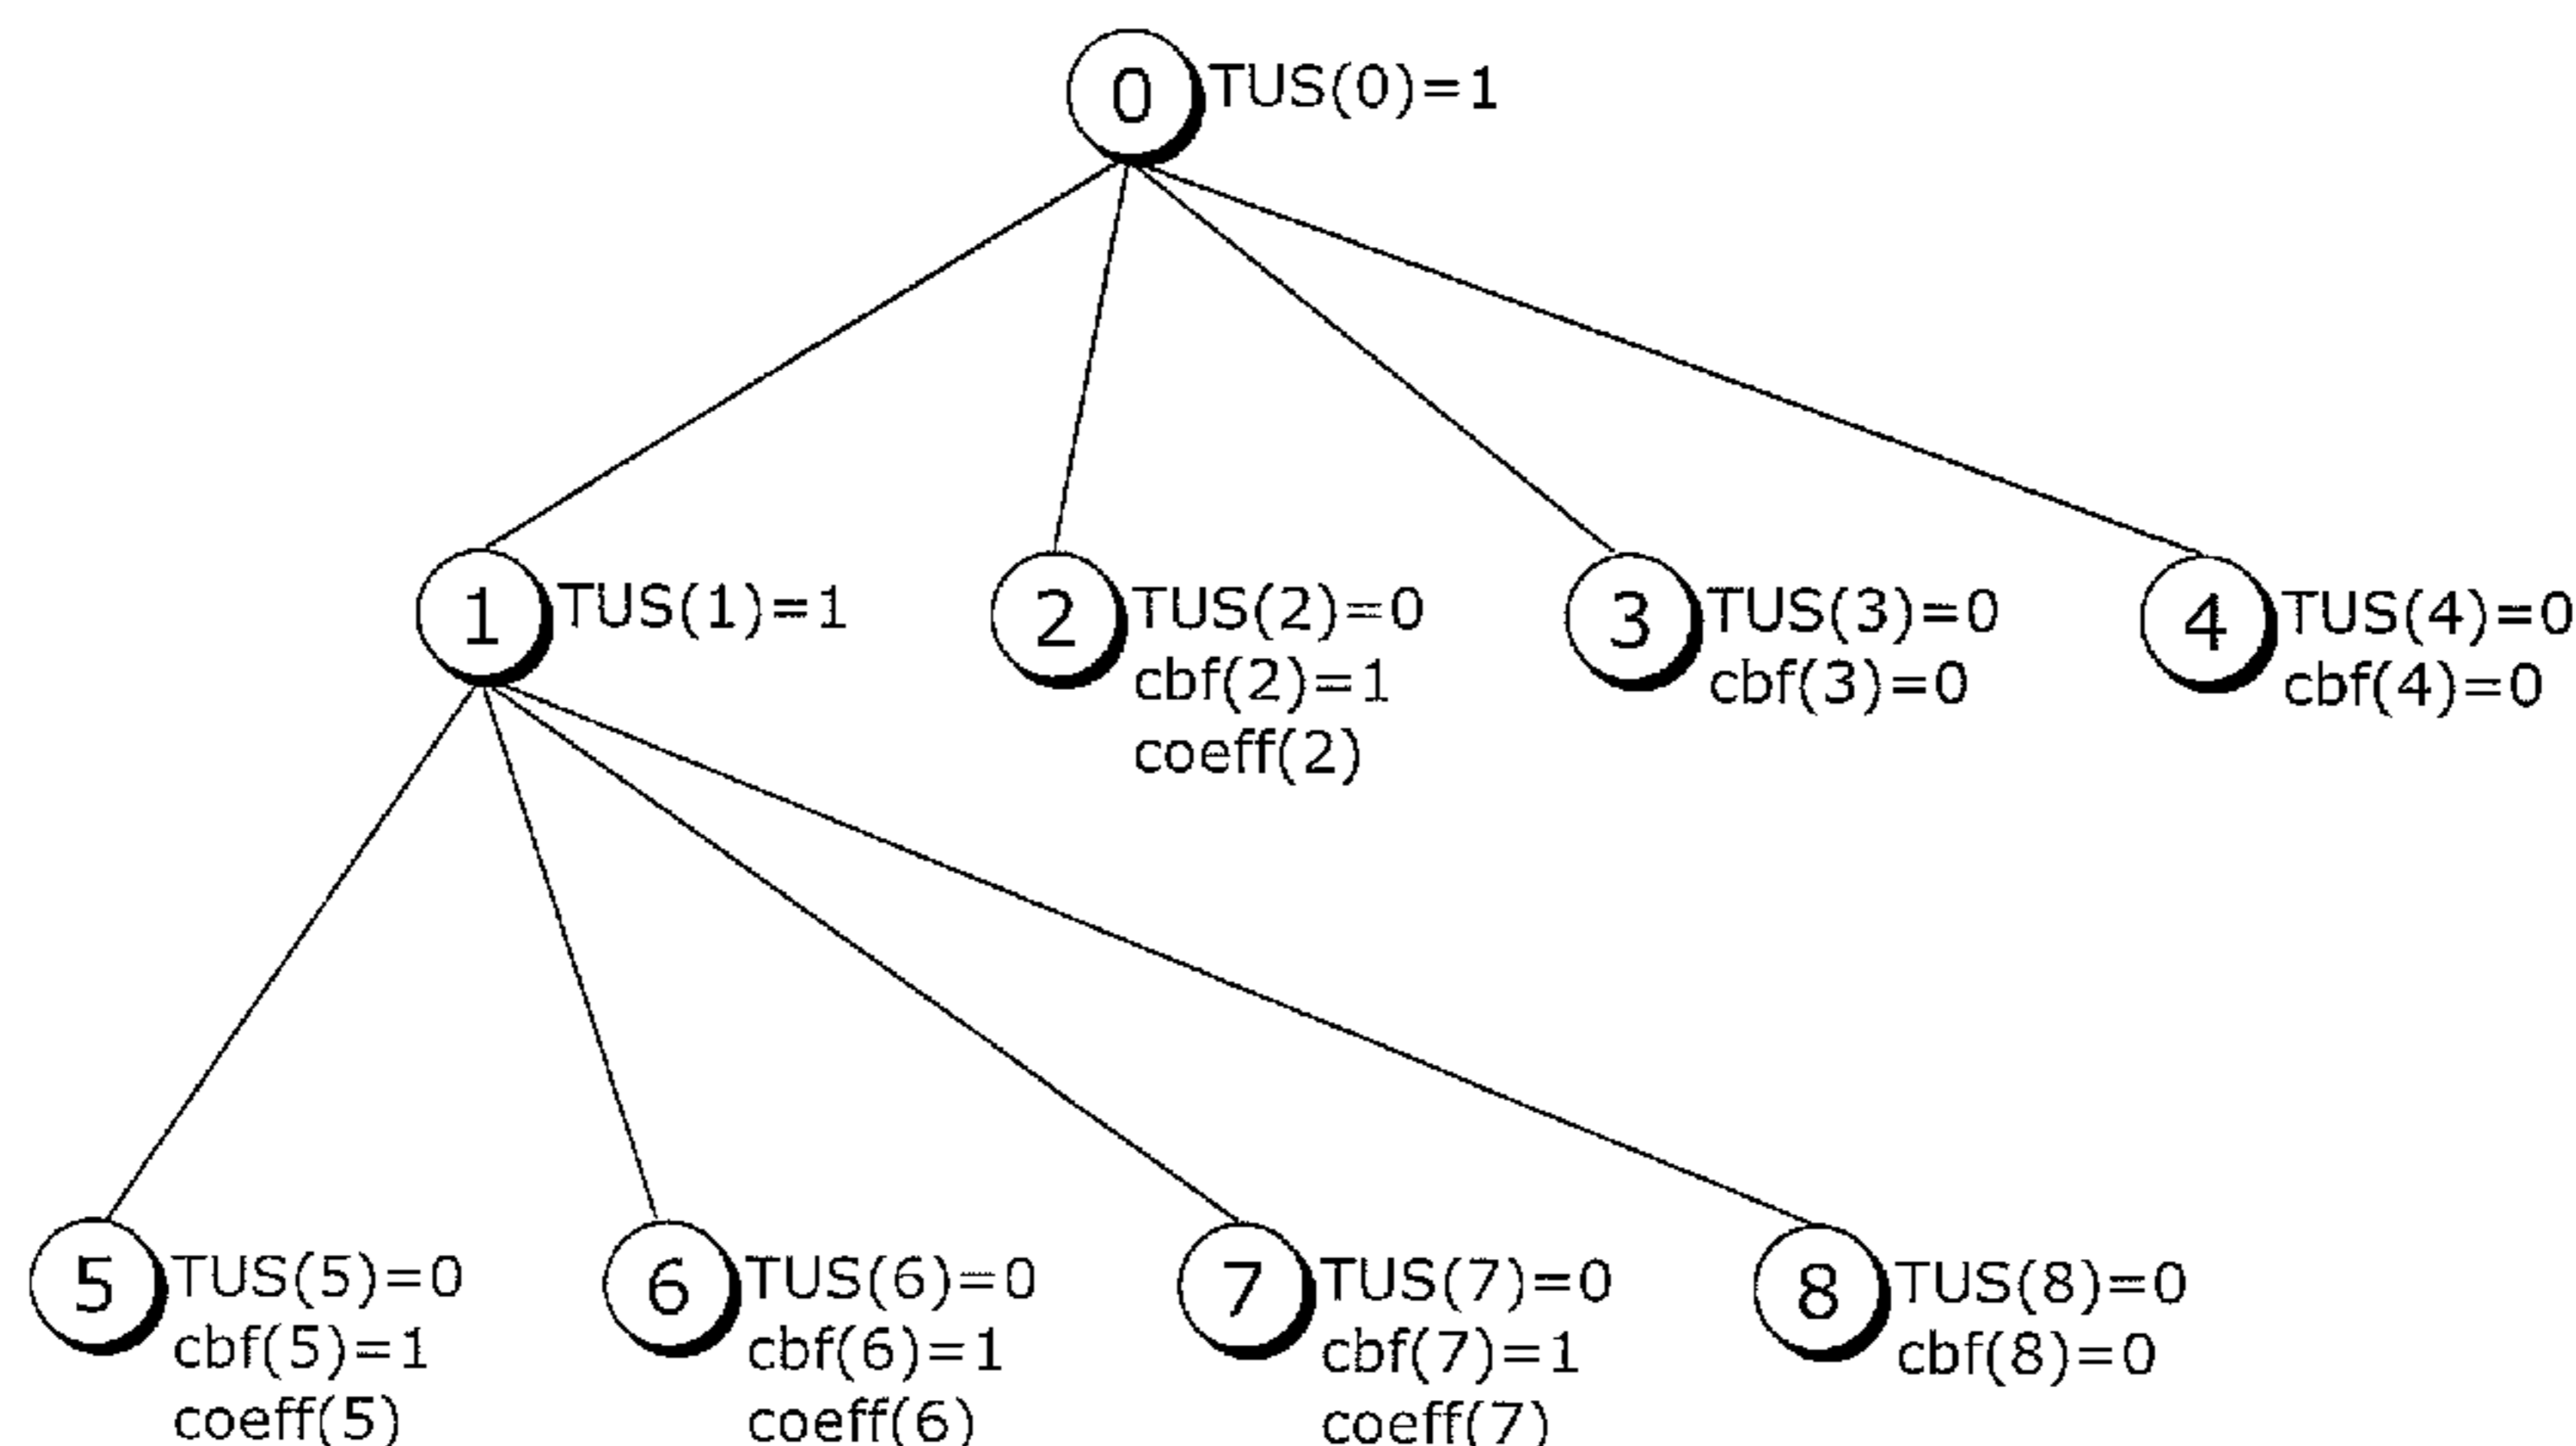 0 TUS(0)=1
1 TUS(1)=1
2 TUS(2)=0
cbf(2)=1
coeff(2)
3 TUS(3)=0
cbf(3)=0
4 TUS(4)=0
cbf(4)=0
5 TUS(5)=0
cbf(5)=1
coeff(5)
6 TUS(6)=0
cbf(6)=1
coeff(6)
7 TUS(7)=0
cbf(7)=1
coeff(7)
8 TUS(8)=0
cbf(8)=0